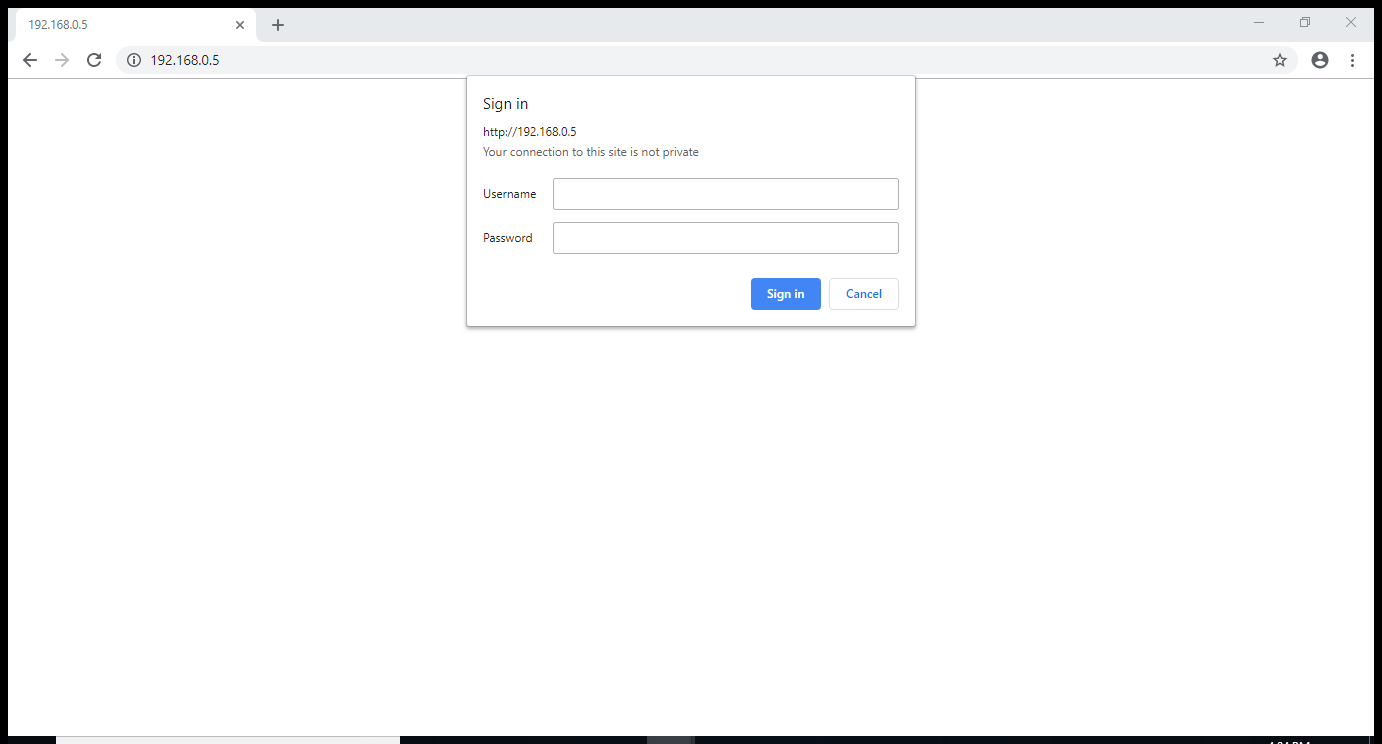 192.168.0.5
192.168.0.5
Sign in
http://192.168.0.5
Your connection to this site is not private
Username
Password
Sign in Cancel